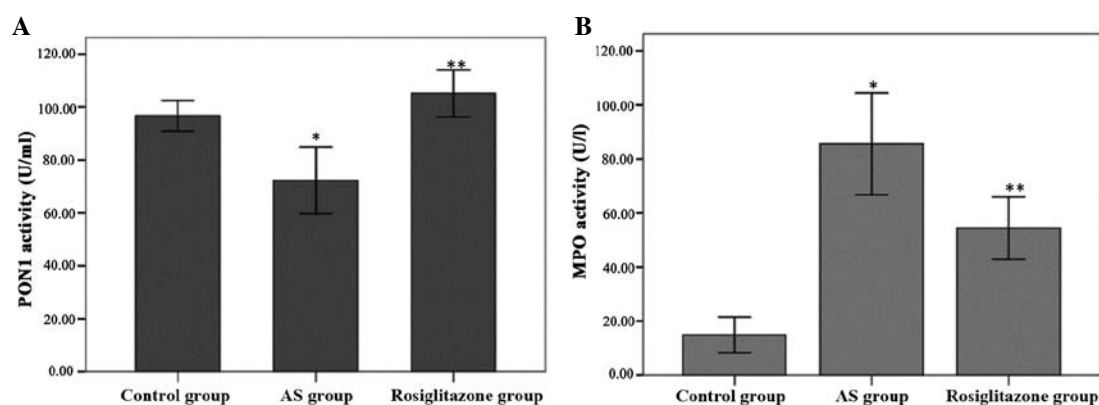 A
PON1 activity (U/ml)
120.00
100.00
80.00
60.00
40.00
20.00
0.00
*
**
Control group
AS group
Rosiglitazone group
B
MPO activity (U/l)
120.00
100.00
80.00
60.00
40.00
20.00
0.00
*
**
Control group
AS group
Rosiglitazone group